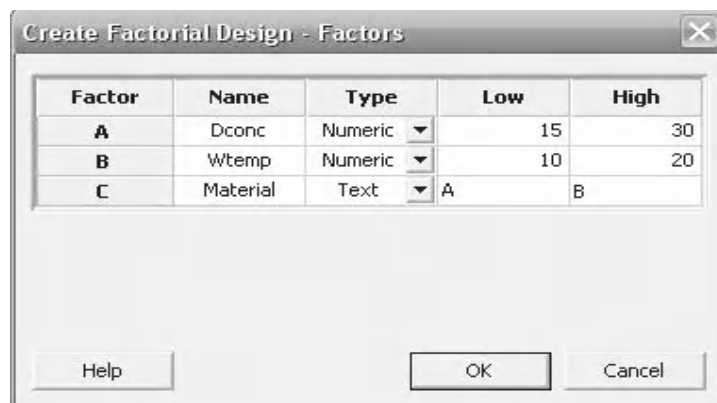 Create Factorial Design - Factors
Factor Name Type Low High
A Dconc Numeric 15 30
B Wtemp Numeric 10 20
C Material Text A B
Help OK Cancel